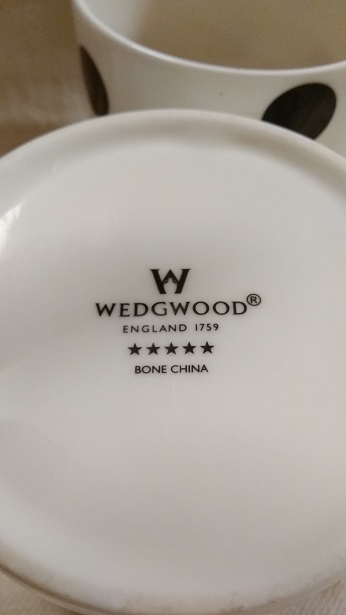 W
WEDGWOOD®
ENGLAND 1759
★★★★★
BONE CHINA